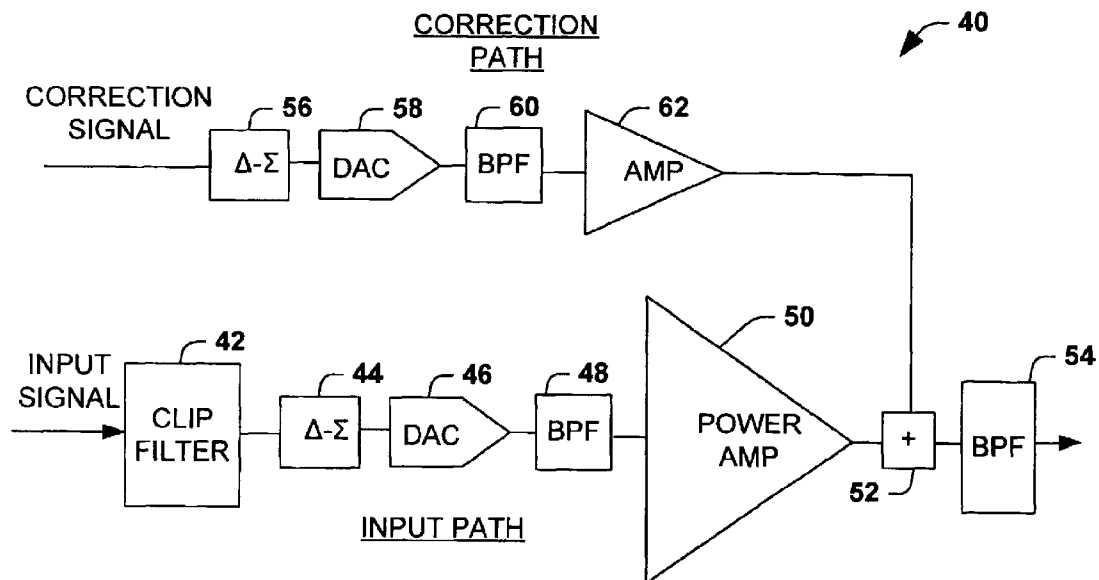 CORRECTION
PATH
40
CORRECTION
SIGNAL
56
58
60
62
Δ-Σ
DAC
BPF
AMP
INPUT
SIGNAL
42
44
46
48
50
54
CLIP
FILTER
Δ-Σ
DAC
BPF
POWER
AMP
+
BPF
52
INPUT PATH